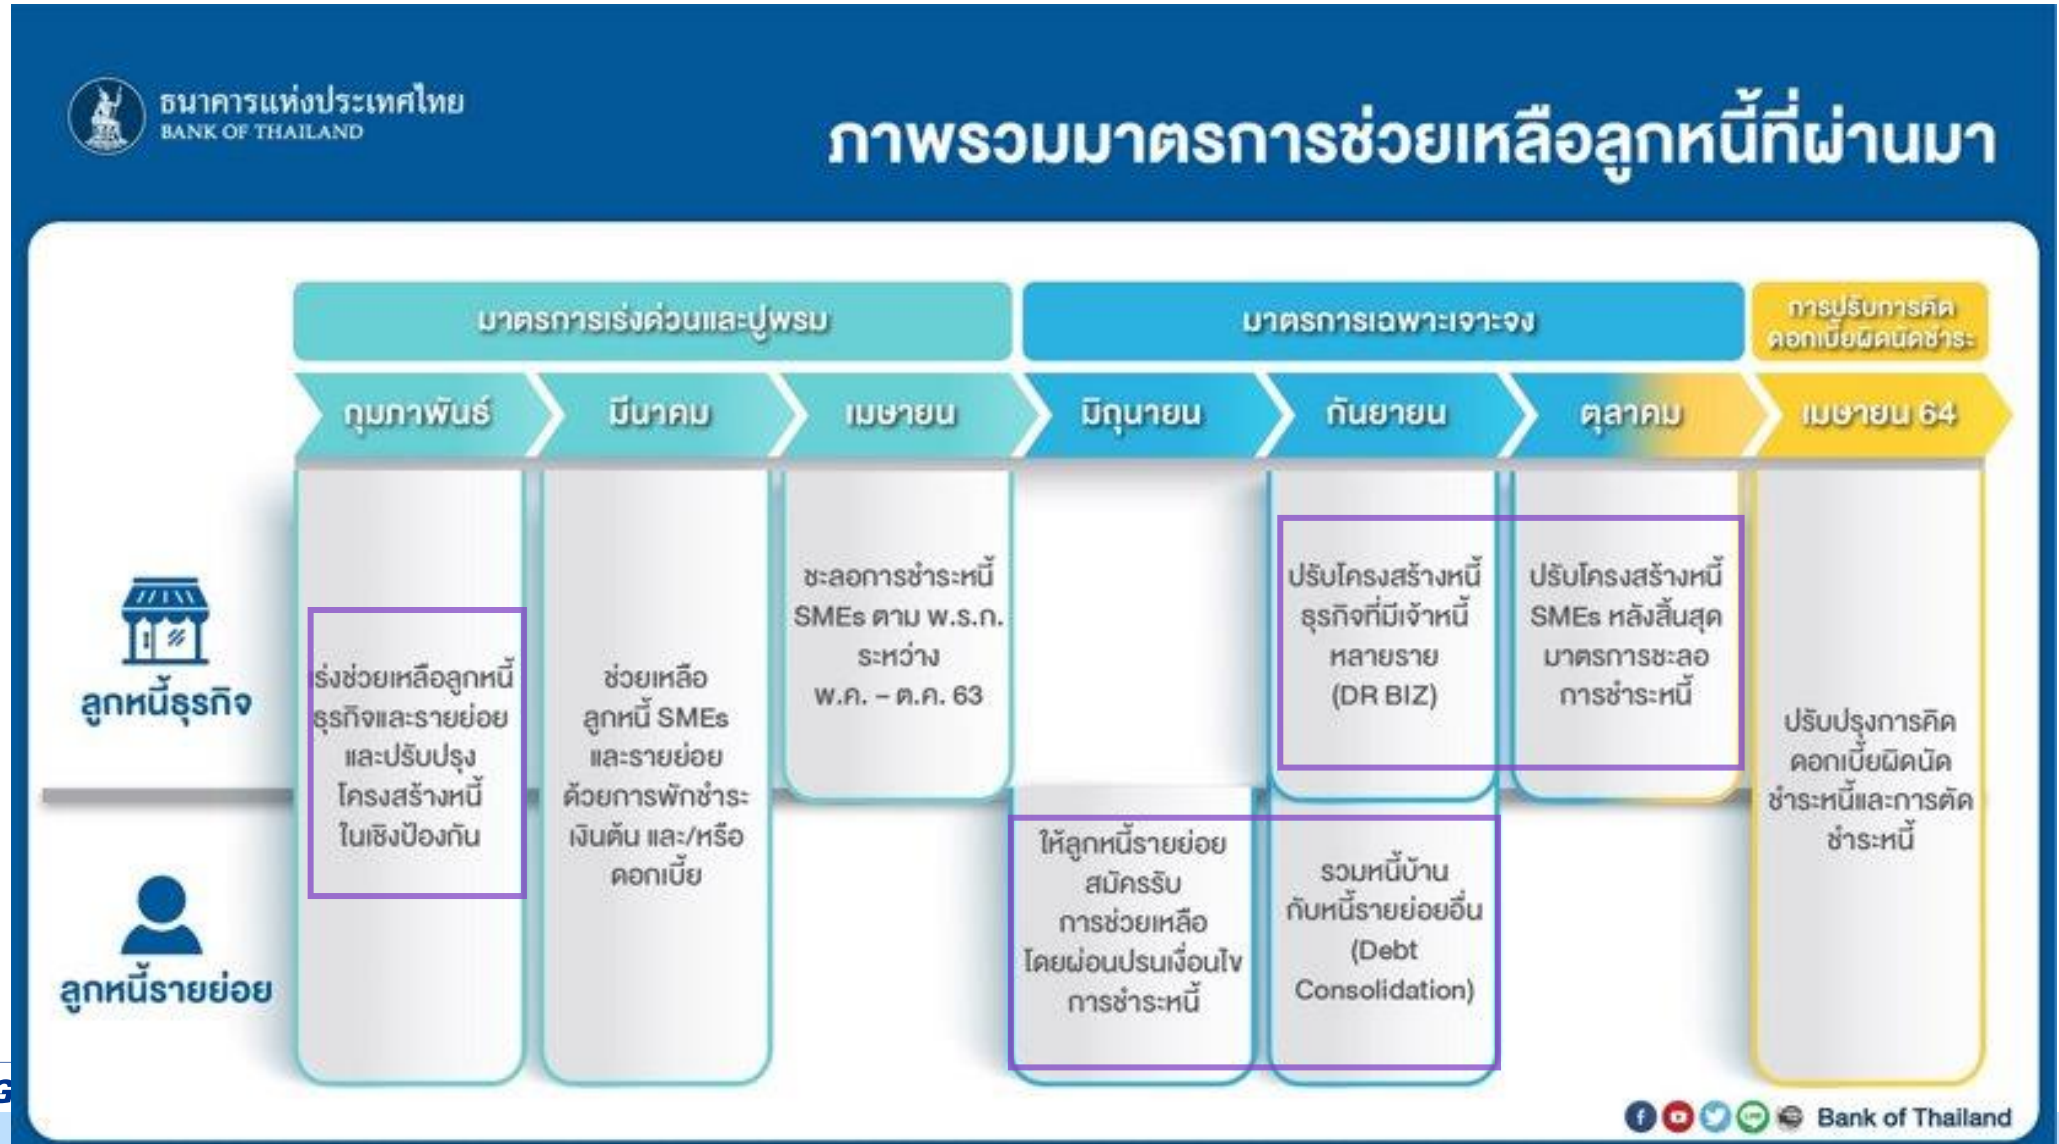 ธนาคารแห่งประเทศไทย
BANK OF THAILAND
ภาพรวมมาตรการช่วยเหลือลูกหนี้ที่ผ่านมา
มาตรการเร่งด่วนและปูพรม
มาตรการเฉพาะเจาะจง
การปรับการคิด
ดอกเบี้ยผิดนัดชำระ
กุมภาพันธ์
มีนาคม
เมษายน
มิถุนายน
กันยายน
ตุลาคม
เมษายน 64
ลูกหนี้ธุรกิจ
ลูกหนี้รายย่อย
เร่งช่วยเหลือลูกหนี้
ธุรกิจและรายย่อย
และปรับปรุง
โครงสร้างหนี้
ในเชิงป้องกัน
ช่วยเหลือ
ลูกหนี้ SMEs
และรายย่อย
ด้วยการพักชำระ
เงินต้น และ/หรือ
ดอกเบี้ย
ชะลอการชำระหนี้
SMEs ตาม พ.ร.ก.
ระหว่าง
พ.ค. – ต.ค. 63
ให้ลูกหนี้รายย่อย
สมัครรับ
การช่วยเหลือ
โดยผ่อนปรนเงื่อนไข
การชำระหนี้
ปรับโครงสร้างหนี้
ธุรกิจที่มีเจ้าหนี้
หลายราย
(DR BIZ)
รวมหนี้บ้าน
กับหนี้รายย่อยอื่น
(Debt
Consolidation)
ปรับโครงสร้างหนี้
SMEs หลังสิ้นสุด
มาตรการชะลอ
การชำระหนี้
ปรับปรุงการคิด
ดอกเบี้ยผิดนัด
ชำระหนี้และการตัด
ชำระหนี้
Bank of Thailand